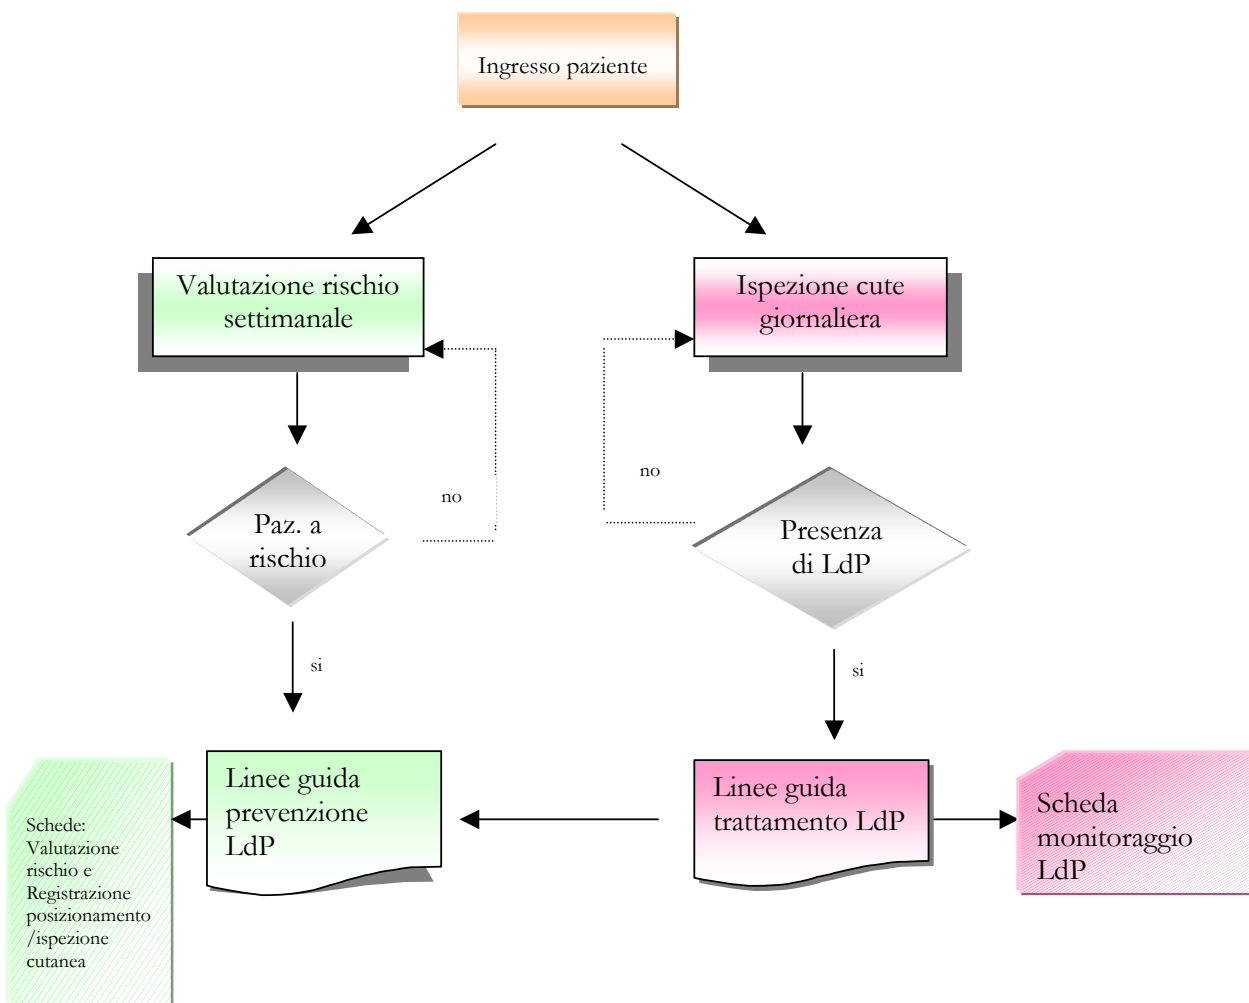 Ingresso paziente
Valutazione rischio
settimanale
Ispezione cute
giornaliera
no
no
Paz. a
rischio
Presenza
di LdP
si
si
Linee guida
prevenzione
LdP
Linee guida
trattamento LdP
Scheda
monitoraggio
LdP
Schede:
Valutazione
rischio e
Registrazione
posizionamento
/ispezione
cutanea